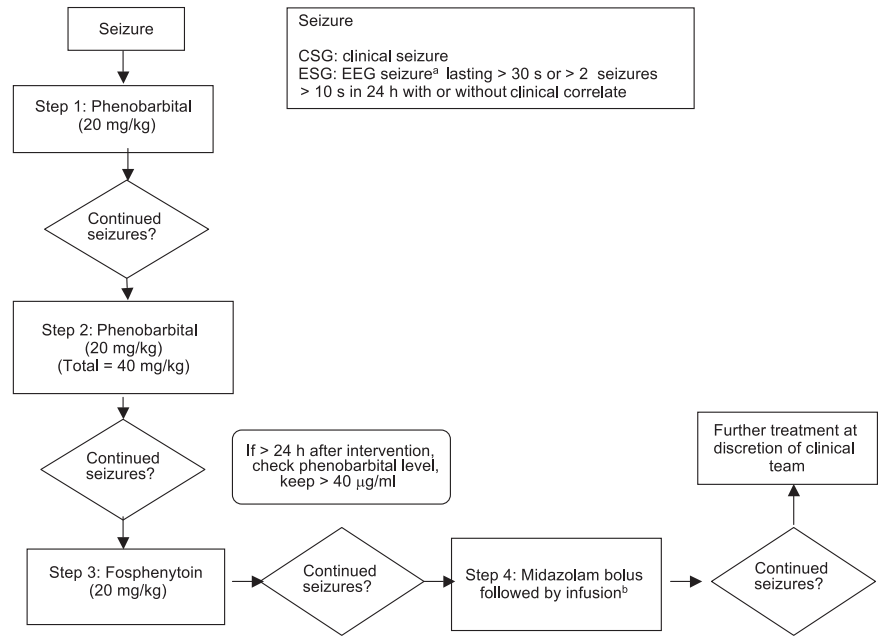 Seizure
Seizure
CSG: clinical seizure
ESG: EEG seizureᵃ lasting > 30 s or > 2 seizures
> 10 s in 24 h with or without clinical correlate
Step 1: Phenobarbital
(20 mg/kg)
Continued
seizures?
Step 2: Phenobarbital
(20 mg/kg)
(Total = 40 mg/kg)
Continued
seizures?
If > 24 h after intervention,
check phenobarbital level,
keep > 40 μg/ml
Step 3: Fosphenytoin
(20 mg/kg)
Continued
seizures?
Step 4: Midazolam bolus
followed by infusionᵇ
Continued
seizures?
Further treatment at
discretion of clinical
team